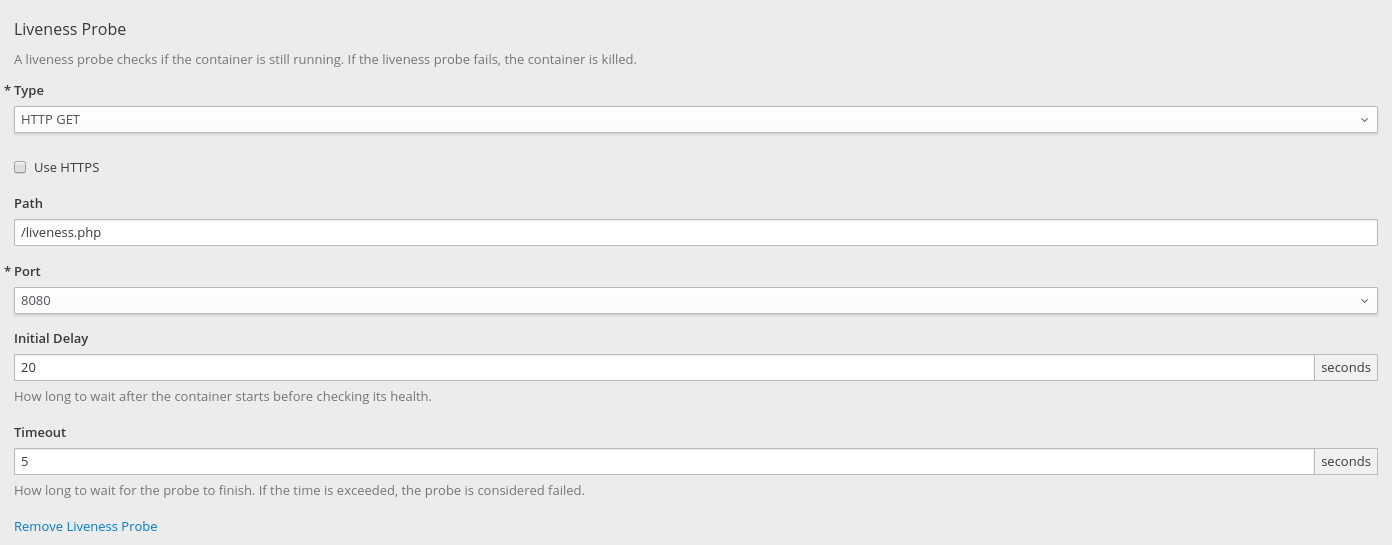 Liveness Probe
A liveness probe checks if the container is still running. If the liveness probe fails, the container is killed.
* Type
HTTP GET
Use HTTPS
Path
/liveness.php
* Port
8080
Initial Delay
20 seconds
How long to wait after the container starts before checking its health.
Timeout
5 seconds
How long to wait for the probe to finish. If the time is exceeded, the probe is considered failed.
Remove Liveness Probe